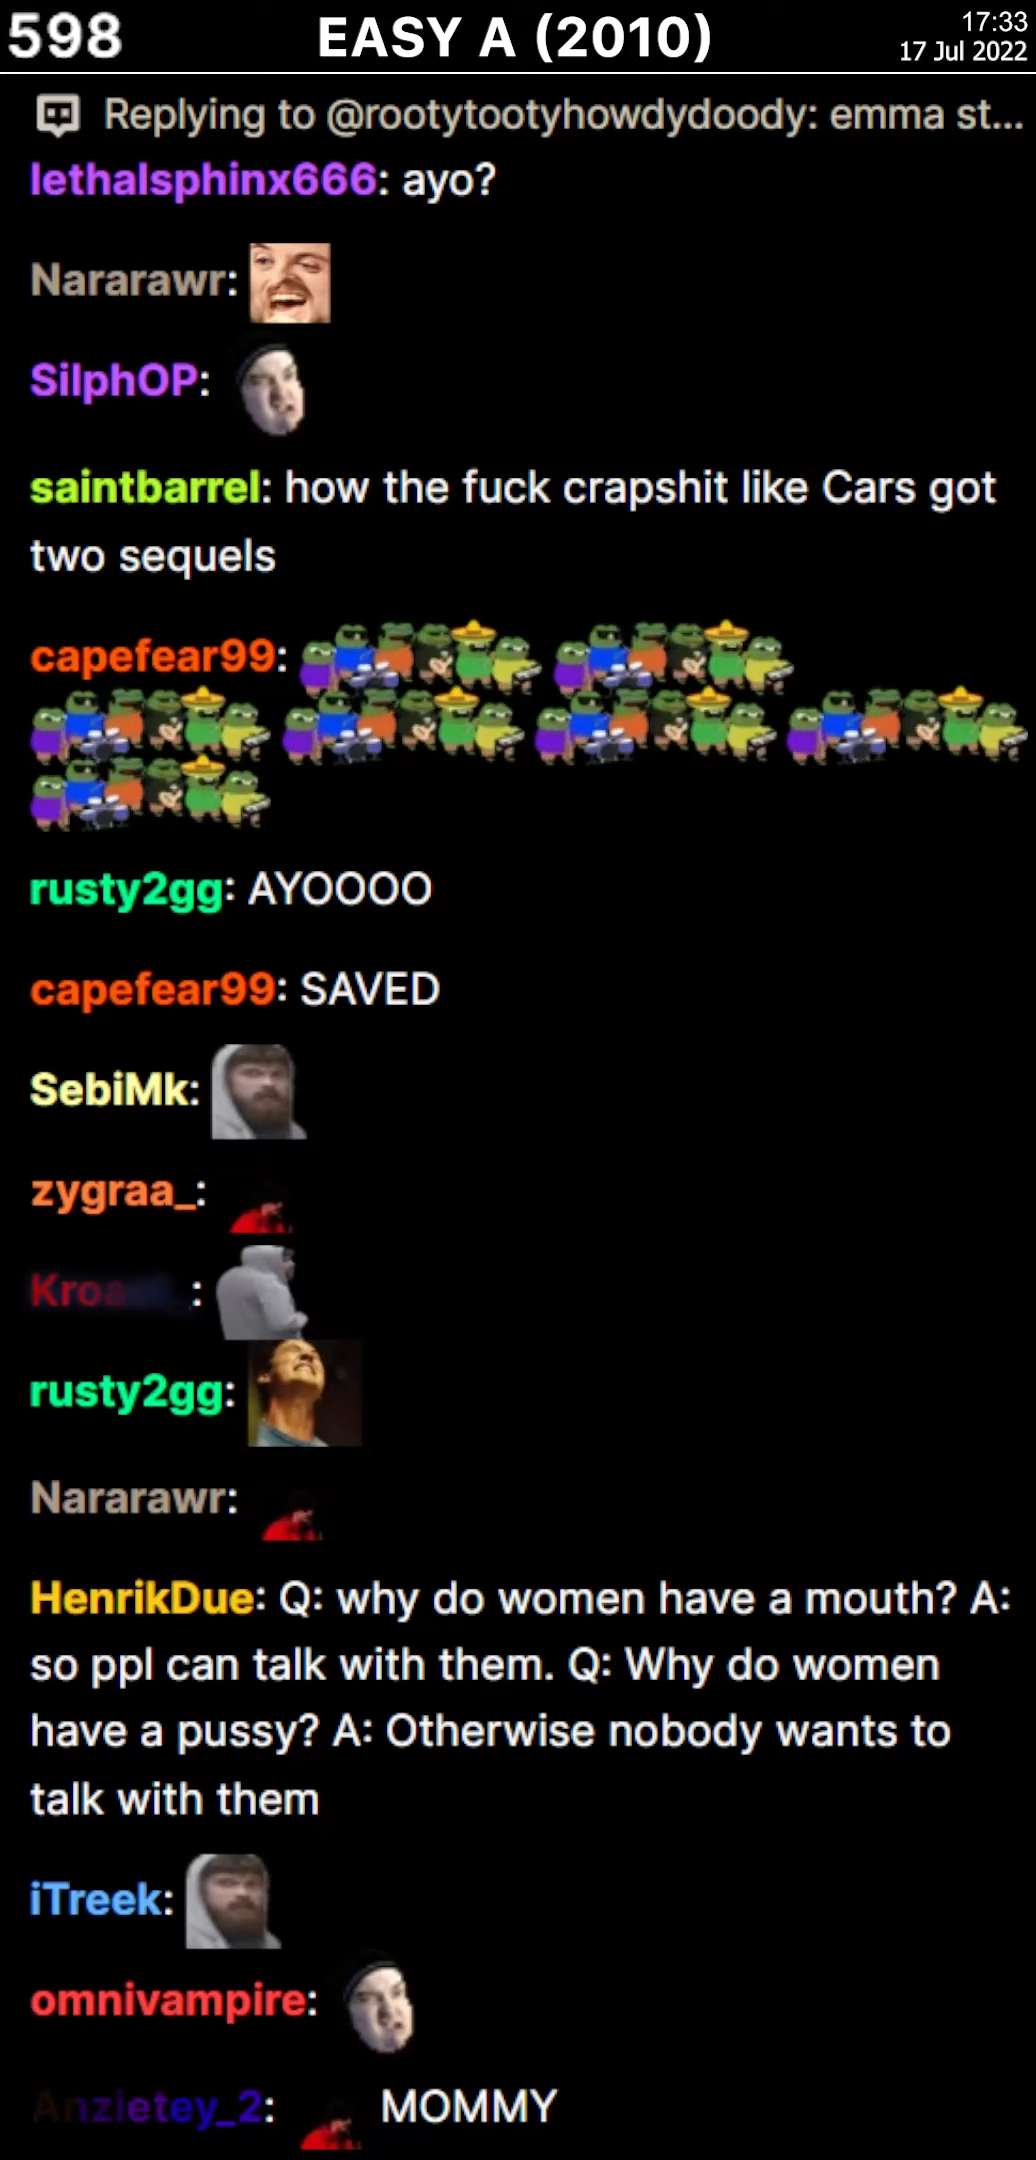 598
EASY A (2010)
17:33
17 Jul 2022
Replying to @rootytootyhowdydoody: emma st...
lethalsphinx666: ayo?
Nararawr:
SilphOP:
saintbarrel: how the fuck crapshit like Cars got
two sequels
capefear99:
rusty2gg: AYOOOO
capefear99: SAVED
SebiMk:
zygraa_:
rusty2gg:
Nararawr:
HenrikDue: Q: why do women have a mouth? A:
so ppl can talk with them. Q: Why do women
have a pussy? A: Otherwise nobody wants to
talk with them
iTreek:
omnivampire:
Anzietey_2: MOMMY